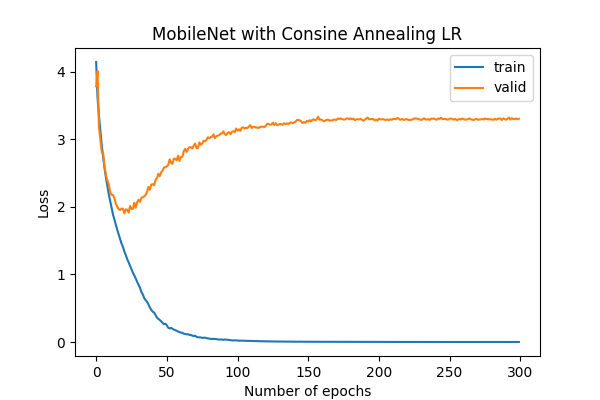 MobileNet with Consine Annealing LR
train
valid
Loss
4
3
2
1
0
0 50 100 150 200 250 300
Number of epochs